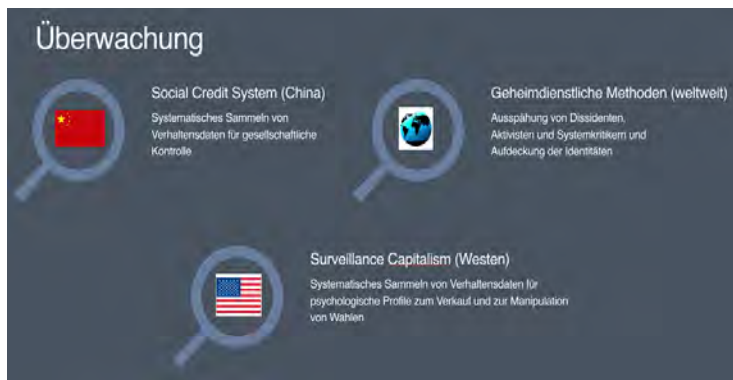 Überwachung
Social Credit System (China)
Systematisches Sammeln von
Verhaltensdaten für gesellschaftliche
Kontrolle
Geheimdienstliche Methoden (weltweit)
Ausspähung von Dissidenten,
Aktivisten und Systemkritikern und
Aufdeckung der Identitäten
Surveillance Capitalism (Westen)
Systematisches Sammeln von Verhaltensdaten für
psychologische Profile zum Verkauf und zur Manipulation
von Wahlen